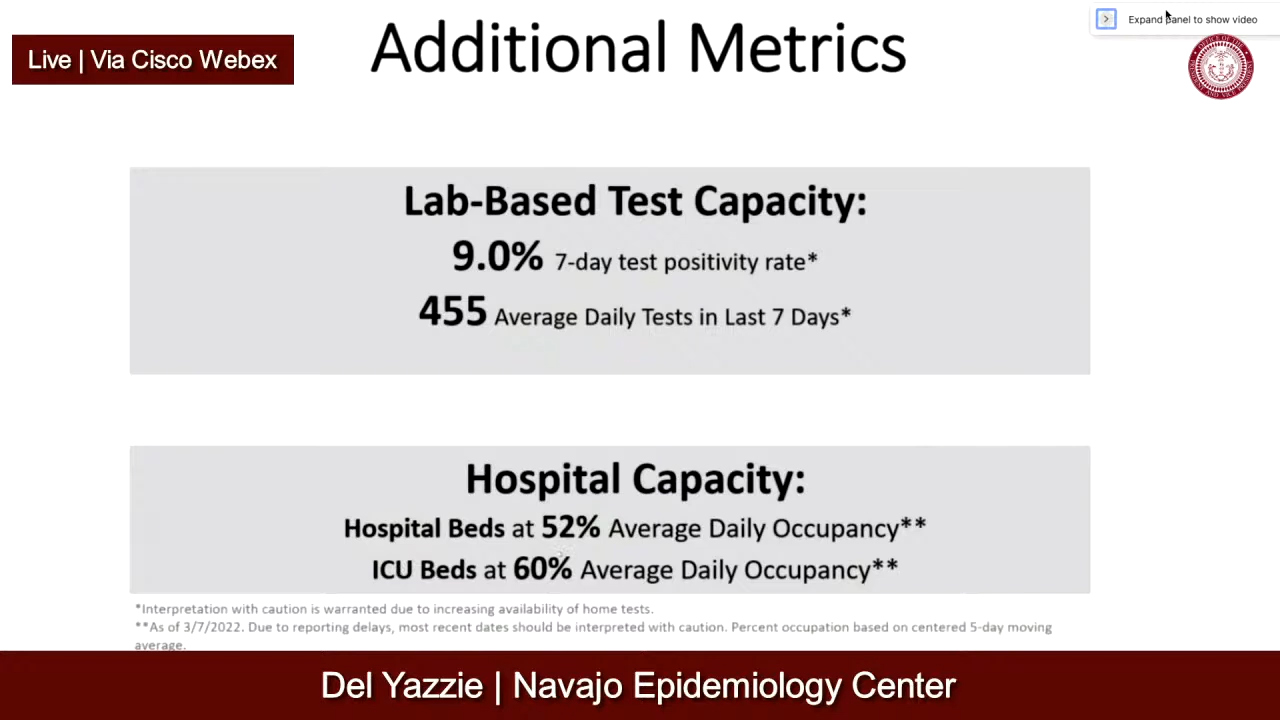 Expand panel to show video
Live | Via Cisco Webex
Additional Metrics
Lab-Based Test Capacity:
9.0% 7-day test positivity rate*
455 Average Daily Tests in Last 7 Days*
Hospital Capacity:
Hospital Beds at 52% Average Daily Occupancy**
ICU Beds at 60% Average Daily Occupancy**
*Interpretation with caution is warranted due to increasing availability of home tests.
**As of 3/7/2022. Due to reporting delays, most recent dates should be interpreted with caution. Percent occupation based on centered 5-day moving
average.
Del Yazzie | Navajo Epidemiology Center